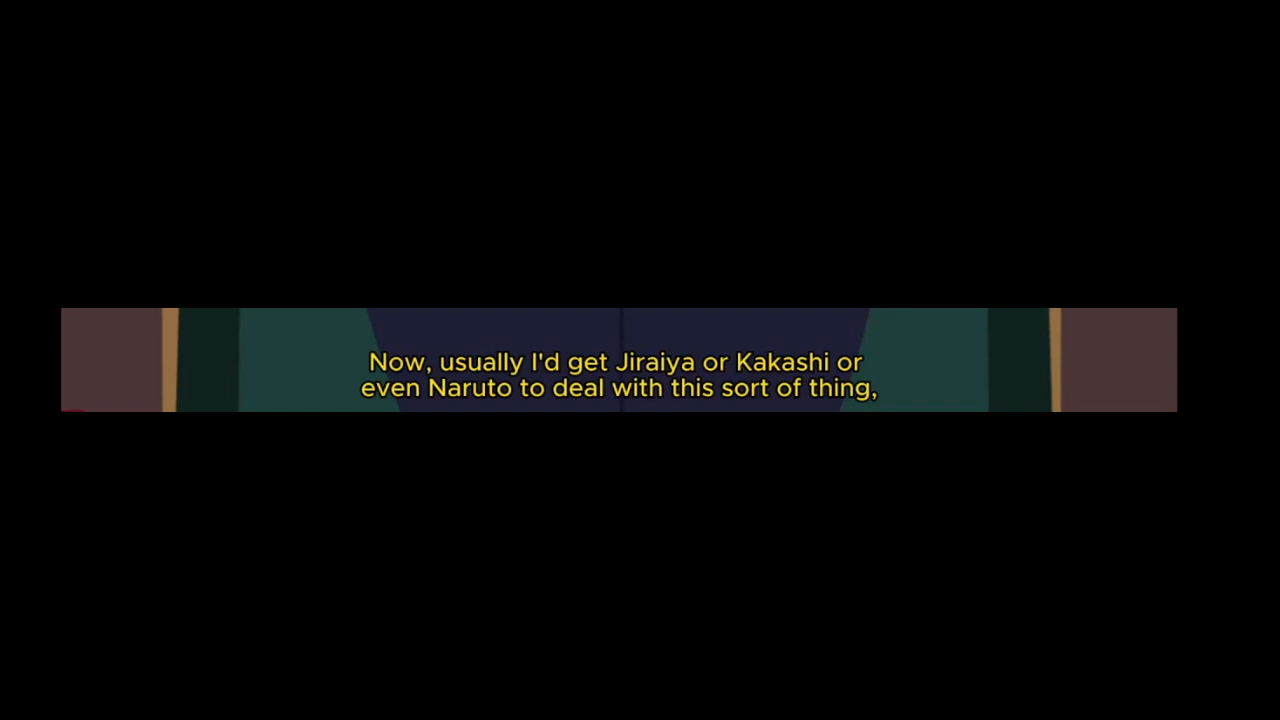 Now, usually I'd get Jiraiya or Kakashi or
even Naruto to deal with this sort of thing,